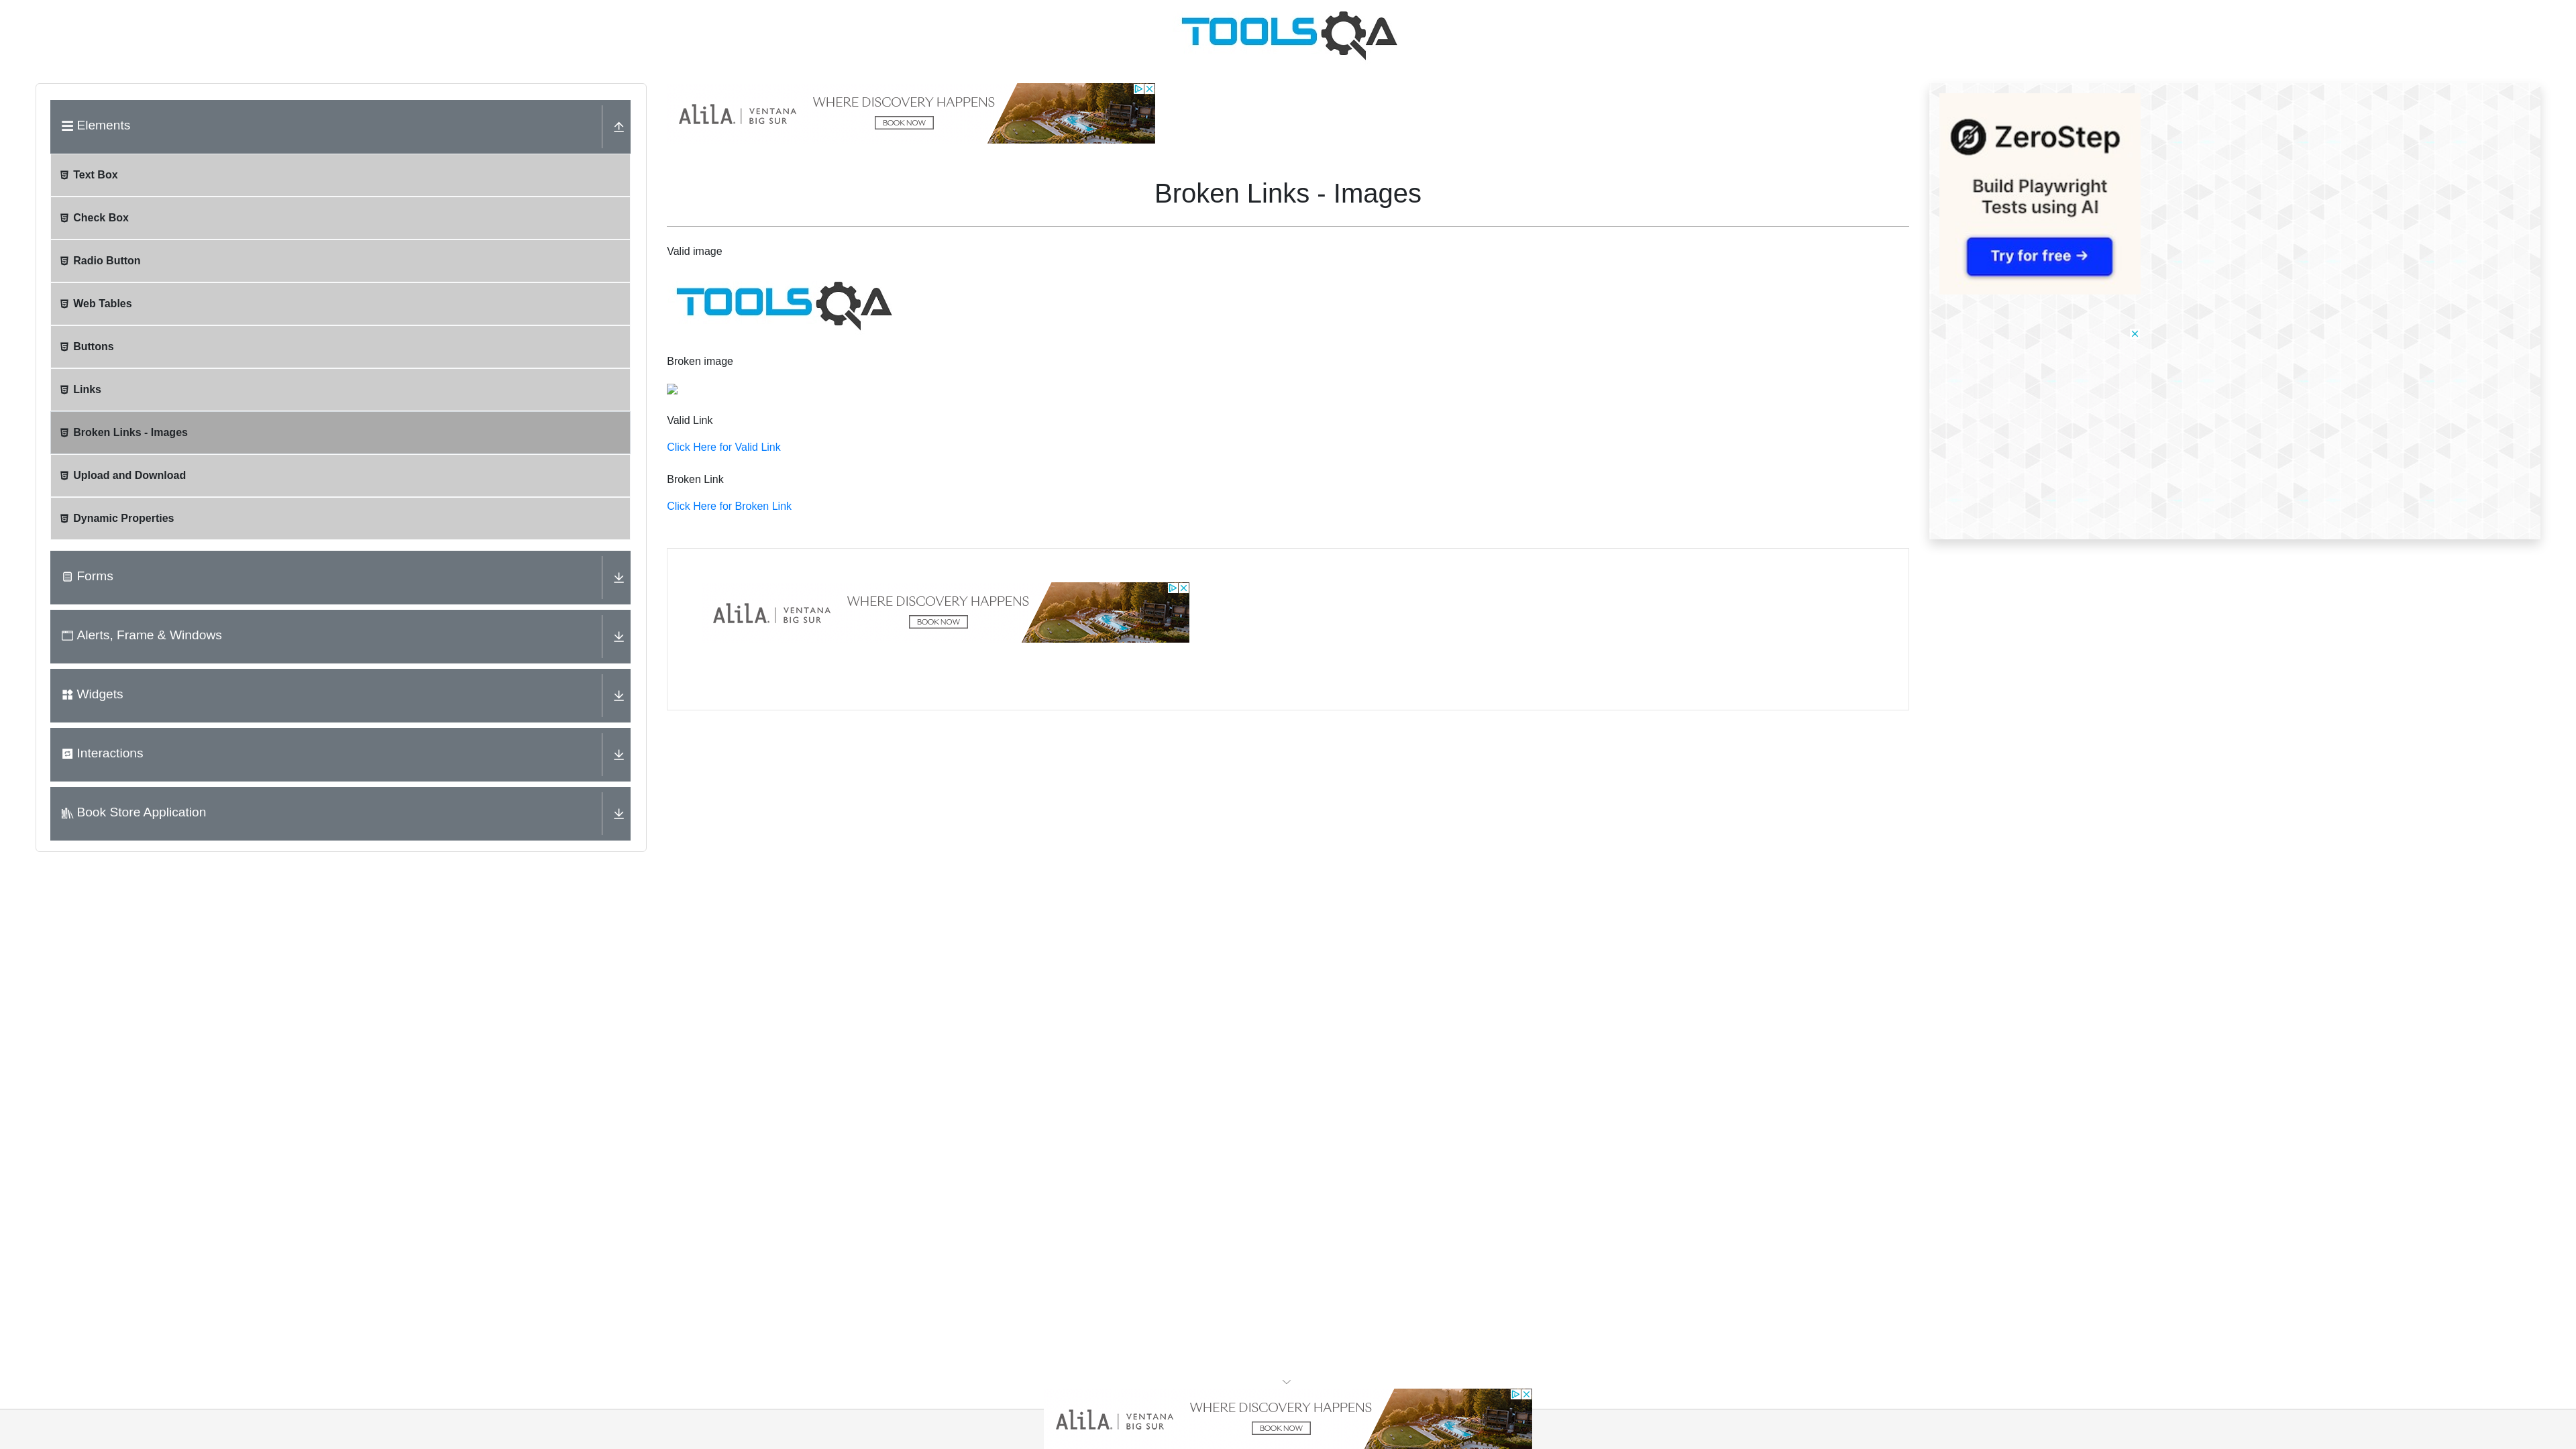 TOOLSQA
Elements
Text Box
Check Box
Radio Button
Web Tables
Buttons
Links
Broken Links - Images
Upload and Download
Dynamic Properties
Forms
Alerts, Frame & Windows
Widgets
Interactions
Book Store Application
ALILA. VENTANA BIG SUR
WHERE DISCOVERY HAPPENS
BOOK NOW
Broken Links - Images
Valid image
TOOLSQA
Broken image
Valid Link
Click Here for Valid Link
Broken Link
Click Here for Broken Link
ALILA. VENTANA BIG SUR
WHERE DISCOVERY HAPPENS
BOOK NOW
ZeroStep
Build Playwright
Tests using AI
Try for free →
ALILA. VENTANA BIG SUR
WHERE DISCOVERY HAPPENS
BOOK NOW